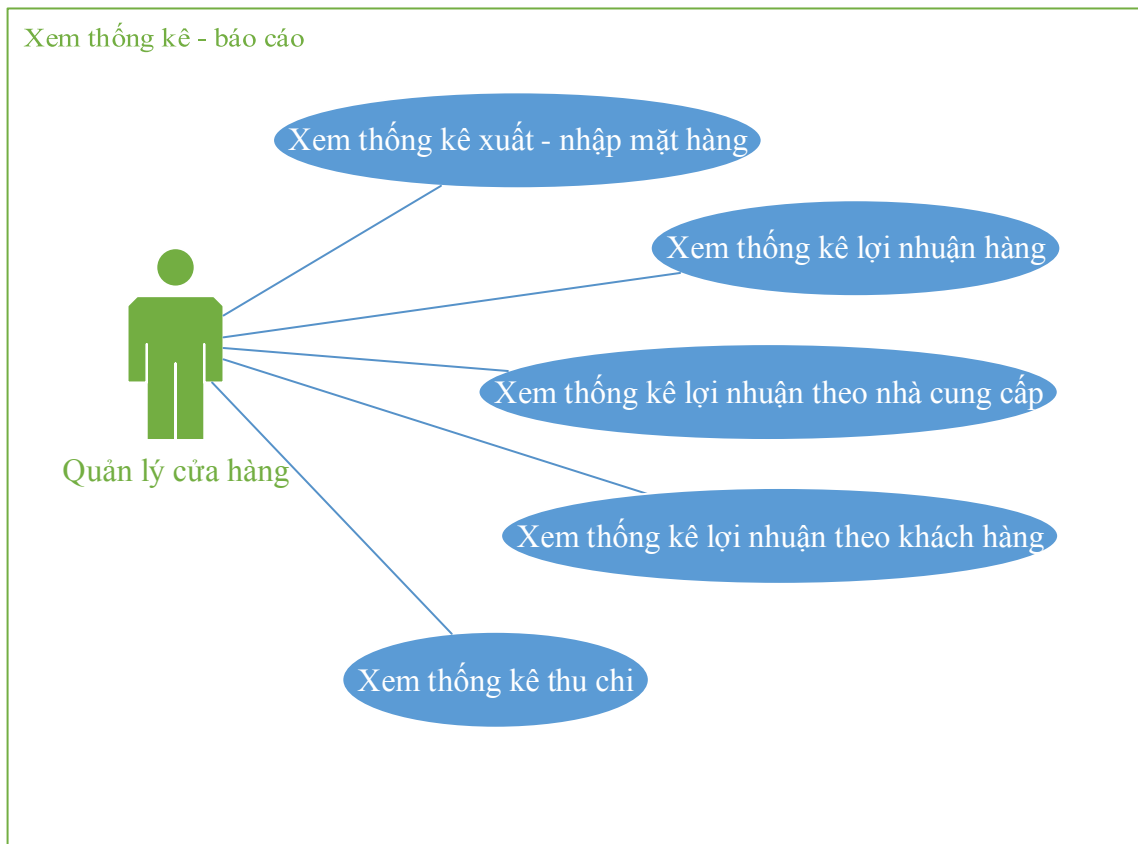 Xem thống kê - báo cáo
Xem thống kê xuất - nhập mặt hàng
Xem thống kê lợi nhuận hàng
Xem thống kê lợi nhuận theo nhà cung cấp
Quản lý cửa hàng
Xem thống kê lợi nhuận theo khách hàng
Xem thống kê thu chi